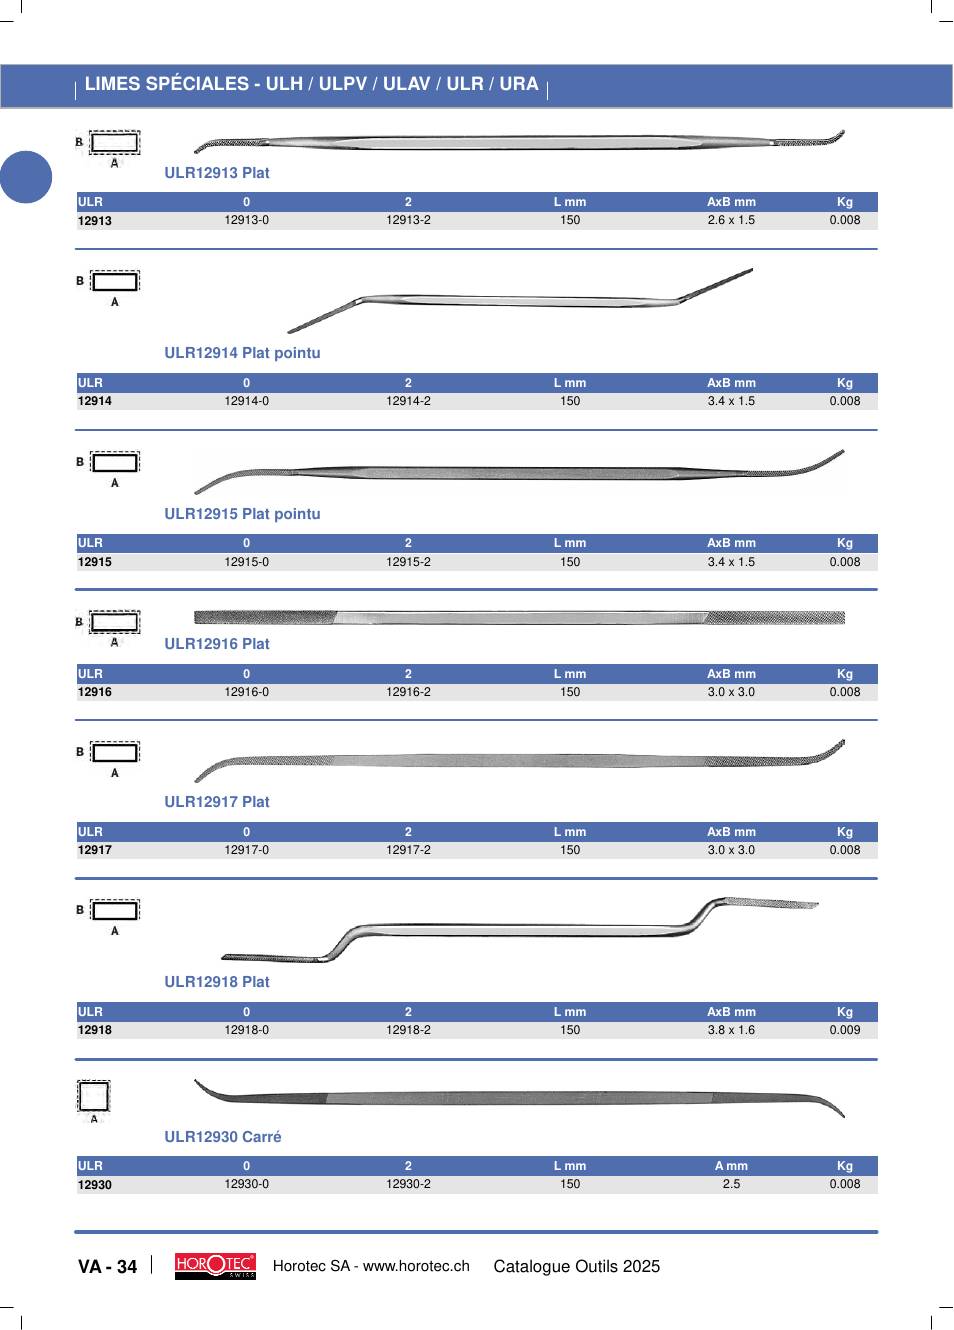 LIMES SPÉCIALES - ULH / ULPV / ULAV / ULR / URA
B
A
ULR12913 Plat
ULR 0 2 L mm AxB mm Kg
12913 12913-0 12913-2 150 2.6 x 1.5 0.008
B
A
ULR12914 Plat pointu
ULR 0 2 L mm AxB mm Kg
12914 12914-0 12914-2 150 3.4 x 1.5 0.008
B
A
ULR12915 Plat pointu
ULR 0 2 L mm AxB mm Kg
12915 12915-0 12915-2 150 3.4 x 1.5 0.008
B
A
ULR12916 Plat
ULR 0 2 L mm AxB mm Kg
12916 12916-0 12916-2 150 3.0 x 3.0 0.008
B
A
ULR12917 Plat
ULR 0 2 L mm AxB mm Kg
12917 12917-0 12917-2 150 3.0 x 3.0 0.008
B
A
ULR12918 Plat
ULR 0 2 L mm AxB mm Kg
12918 12918-0 12918-2 150 3.8 x 1.6 0.009
A
ULR12930 Carré
ULR 0 2 L mm A mm Kg
12930 12930-0 12930-2 150 2.5 0.008
VA - 34 HOROTEC SWISS Horotec SA - www.horotec.ch Catalogue Outils 2025